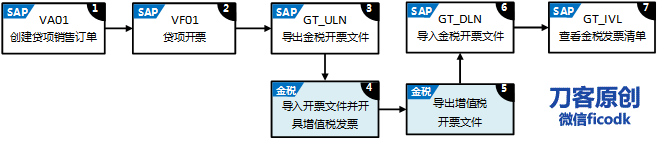 SAP
1
VA01
创建贷项销售订单
SAP
2
VF01
贷项开票
SAP
3
GT_ULN
导出金税开票文件
金税
4
导入开票文件并开
具增值税发票
金税
5
导出增值税
开票文件
SAP
6
GT_DLN
导入金税开票文件
SAP
7
GT_IVL
查看金税发票清单
刀客原创
微信ficodk